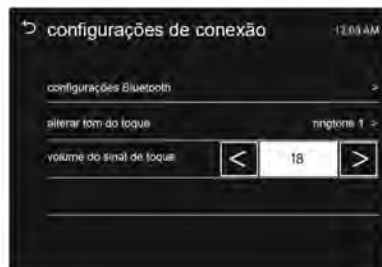 configurações de conexão
12:03 AM
configurações Bluetooth >
alterar tom do toque ringtone 1 >
volume do sinal de toque < 18 >